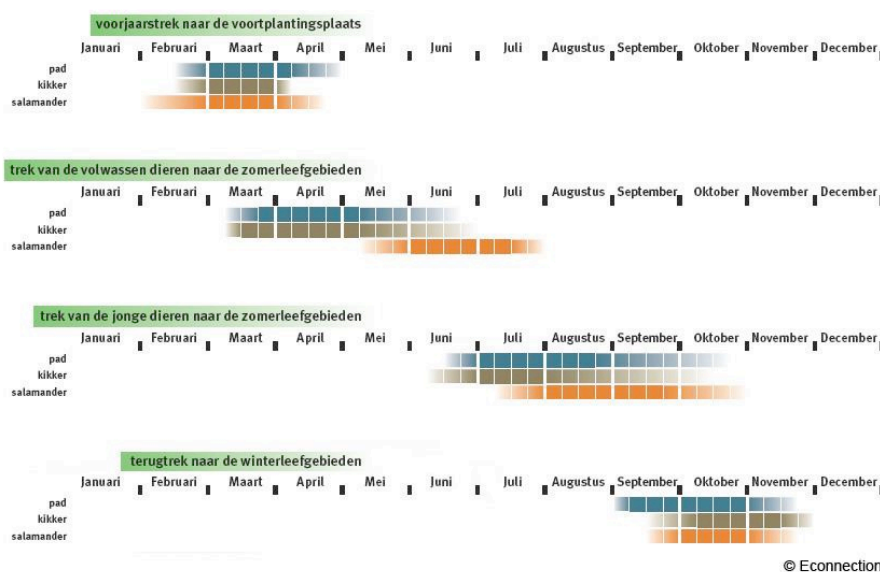 voorjaarstrek naar de voortplantingsplaats
Januari Februari Maart April Mei Juni Juli Augustus September Oktober November December
pad
kikker
salamander
trek van de volwassen dieren naar de zomerleefgebieden
Januari Februari Maart April Mei Juni Juli Augustus September Oktober November December
pad
kikker
salamander
trek van de jonge dieren naar de zomerleefgebieden
Januari Februari Maart April Mei Juni Juli Augustus September Oktober November December
pad
kikker
salamander
terugtrek naar de winterleefgebieden
Januari Februari Maart April Mei Juni Juli Augustus September Oktober November December
pad
kikker
salamander
© Econnection